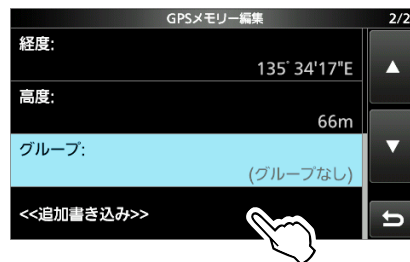 GPSメモリー編集 2/2
経度:
135°34'17"E
高度:
66m
グループ:
(グループなし)
<<追加書き込み>>